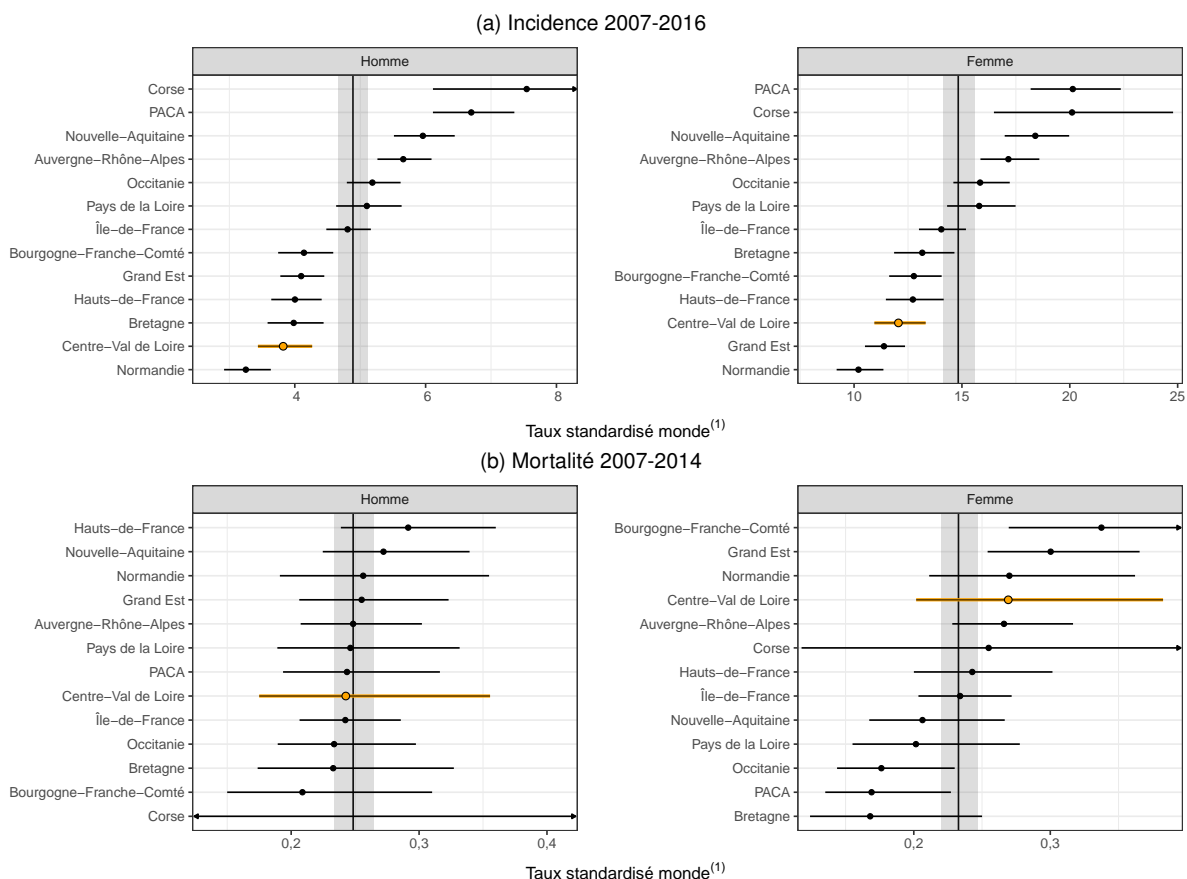 (a) Incidence 2007-2016
Homme
Corse
PACA
Nouvelle−Aquitaine
Auvergne−Rhône−Alpes
Occitanie
Pays de la Loire
Île−de−France
Bourgogne−Franche−Comté
Grand Est
Hauts−de−France
Bretagne
Centre−Val de Loire
Normandie
4 6 8
Femme
PACA
Corse
Nouvelle−Aquitaine
Auvergne−Rhône−Alpes
Occitanie
Pays de la Loire
Île−de−France
Bretagne
Bourgogne−Franche−Comté
Hauts−de−France
Centre−Val de Loire
Grand Est
Normandie
10 15 20 25
Taux standardisé monde(1)
(b) Mortalité 2007-2014
Homme
Hauts−de−France
Nouvelle−Aquitaine
Normandie
Grand Est
Auvergne−Rhône−Alpes
Pays de la Loire
PACA
Centre−Val de Loire
Île−de−France
Occitanie
Bretagne
Bourgogne−Franche−Comté
Corse
0,2 0,3 0,4
Femme
Bourgogne−Franche−Comté
Grand Est
Normandie
Centre−Val de Loire
Auvergne−Rhône−Alpes
Corse
Hauts−de−France
Île−de−France
Nouvelle−Aquitaine
Pays de la Loire
Occitanie
PACA
Bretagne
0,2 0,3
Taux standardisé monde(1)